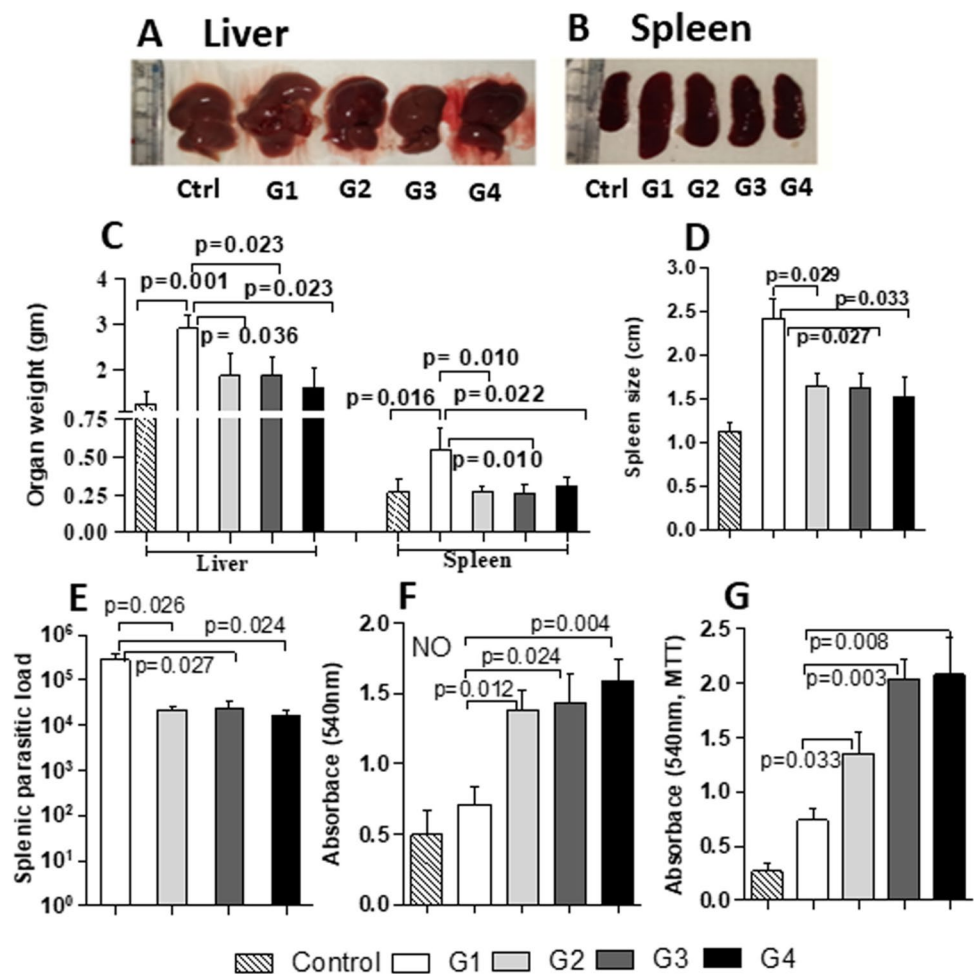 A Liver
B Spleen
Ctrl G1 G2 G3 G4
Ctrl G1 G2 G3 G4
C
p=0.023
p=0.001
p=0.023
p= 0.036
p= 0.010
p=0.016
p=0.022
p=0.010
Organ weight (gm)
4
3
2
0.75
0.50
0.25
0.00
Liver
Spleen
D
p=0.029
p=0.033
p=0.027
Spleen size (cm)
3.0
2.5
2.0
1.5
1.0
0.5
0.0
E
p=0.026
p=0.024
p=0.027
Splenic parasitic load
10⁶
10⁵
10⁴
10³
10²
10¹
10⁰
F
NO
p=0.004
p=0.024
p=0.012
Absorbace (540nm)
2.0
1.5
1.0
0.5
0.0
G
p=0.008
p=0.003
p=0.033
Absorbace (540nm, MTT)
2.5
2.0
1.5
1.0
0.5
0.0
Control G1 G2 G3 G4